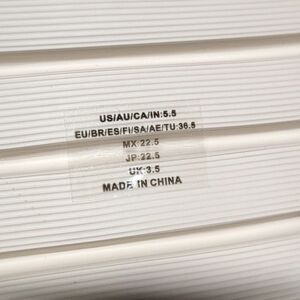 US/AU/CA/IN:5.5
EU/BR/ES/FI/SA/AE/TU:36.5
MX:22.5
JP:22.5
UK:3.5
MADE IN CHINA